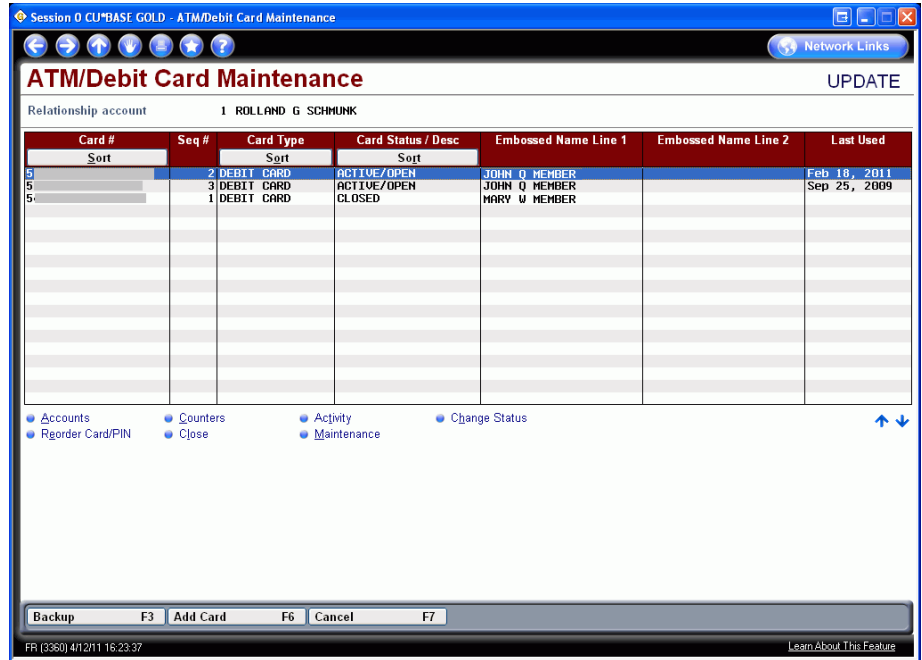 Session 0 CU*BASE GOLD - ATM/Debit Card Maintenance
Network Links
ATM/Debit Card Maintenance UPDATE
Relationship account 1 ROLLAND G SCHMUNK
Card # Seq # Card Type Card Status / Desc Embossed Name Line 1 Embossed Name Line 2 Last Used
Sort Sort Sort
5 2 DEBIT CARD ACTIVE/OPEN JOHN Q MEMBER Feb 18, 2011
5 3 DEBIT CARD ACTIVE/OPEN JOHN Q MEMBER Sep 25, 2009
5 1 DEBIT CARD CLOSED MARY W MEMBER
Accounts Counters Activity Change Status
Reorder Card/PIN Close Maintenance
Backup F3 Add Card F6 Cancel F7
FR (3360) 4/12/11 16:23:37 Learn About This Feature